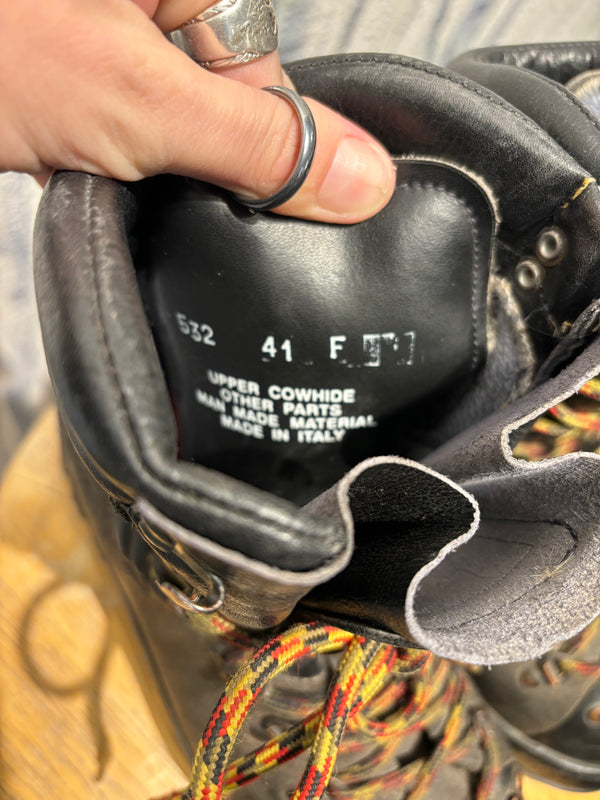 532 41 F
UPPER COWHIDE
OTHER PARTS
MAN MADE MATERIAL
MADE IN ITALY